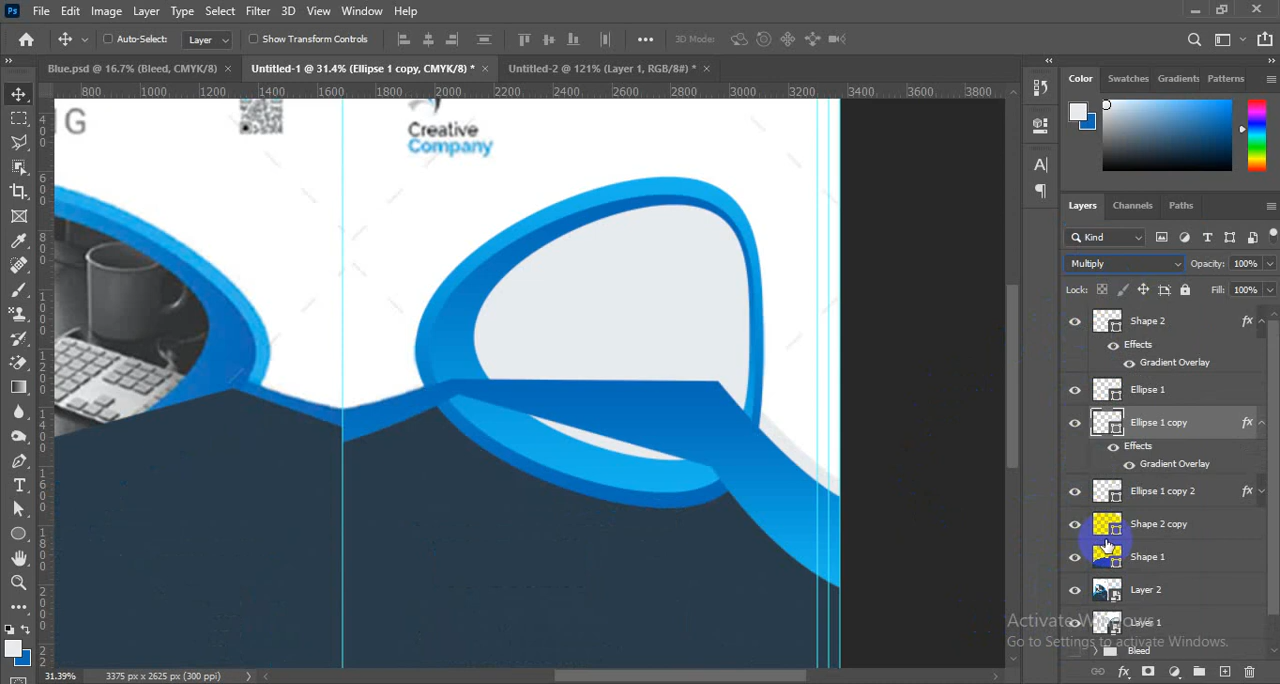 Ps File Edit Image Layer Type Select Filter 3D View Window Help
Auto-Select: Layer Show Transform Controls 3D Mode:
Blue.psd @ 16.7% (Bleed, CMYK/8) × Untitled-1 @ 31.4% (Ellipse 1 copy, CMYK/8) * × Untitled-2 @ 121% (Layer 1, RGB/8#) * ×
800 1000 1200 1400 1600 1800 2000 2200 2400 2600 2800 3000 3200 3400 3600 3800
Color Swatches Gradients Patterns
G
Creative
Company
Layers Channels Paths
Kind
Multiply Opacity: 100%
Lock: Fill: 100%
Shape 2 fx
Effects
Gradient Overlay
Ellipse 1
Ellipse 1 copy fx
Effects
Gradient Overlay
Ellipse 1 copy 2 fx
Shape 2 copy
Shape 1
Layer 2
Layer 1
Bleed
Activate Windows
Go to Settings to activate Windows.
31.39% 3375 px x 2625 px (300 ppi)